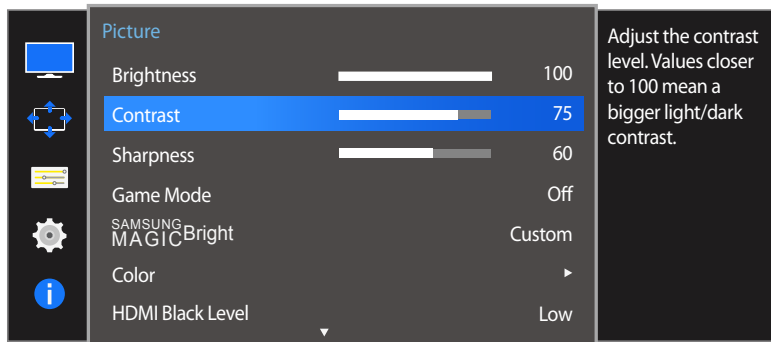 Picture
Brightness 100
Contrast 75
Sharpness 60
Game Mode Off
SAMSUNG
MAGICBright Custom
Color
HDMI Black Level Low
Adjust the contrast
level. Values closer
to 100 mean a
bigger light/dark
contrast.
i